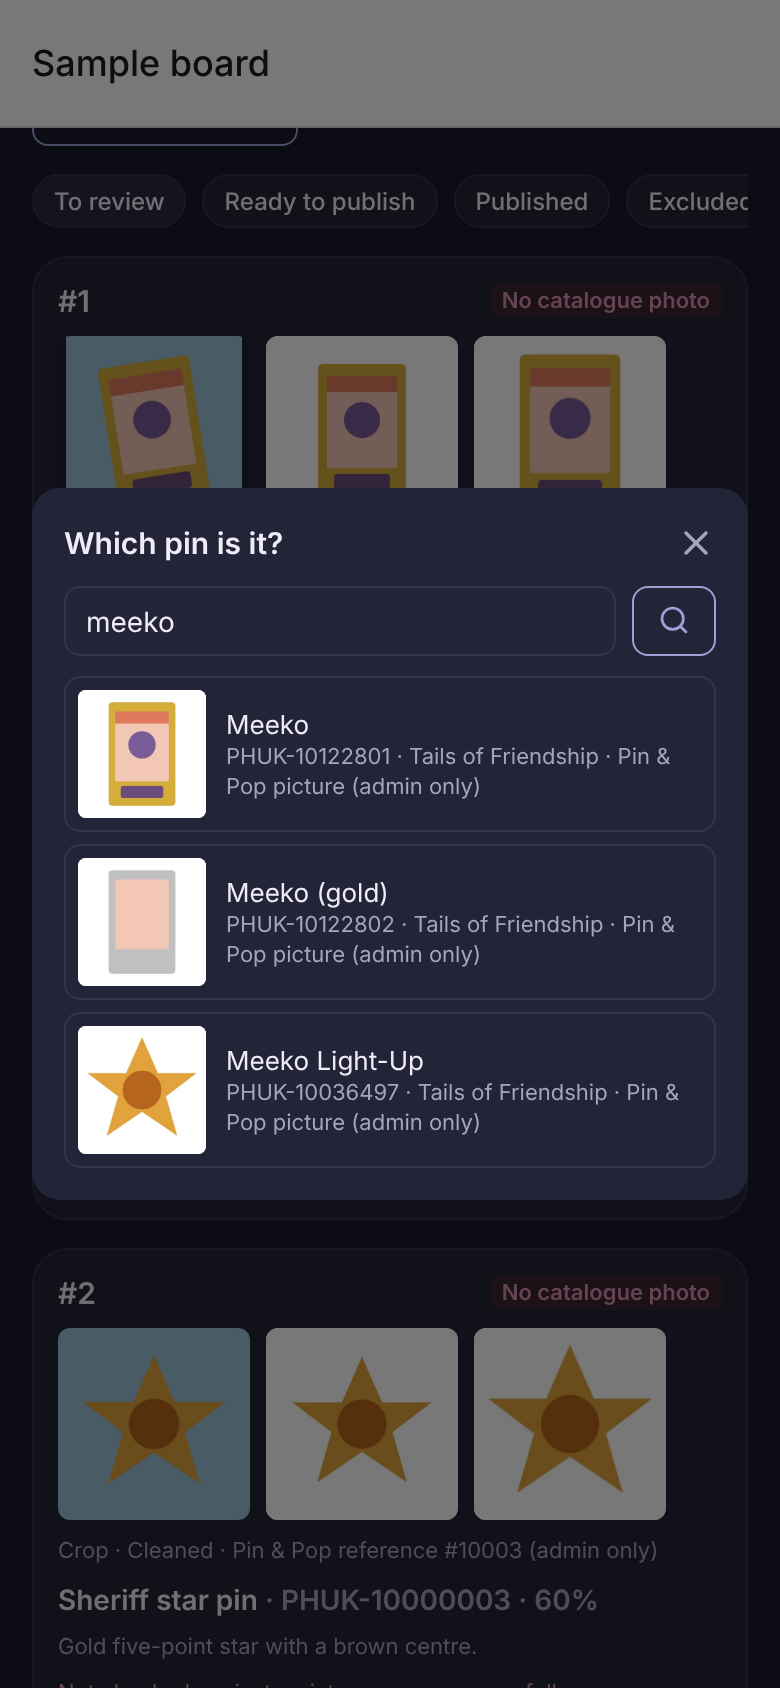 Sample board
To review
Ready to publish
Published
Excluded
#1
No catalogue photo
Which pin is it?
meeko
Meeko
PHUK-10122801 · Tails of Friendship · Pin &
Pop picture (admin only)
Meeko (gold)
PHUK-10122802 · Tails of Friendship · Pin &
Pop picture (admin only)
Meeko Light-Up
PHUK-10036497 · Tails of Friendship · Pin &
Pop picture (admin only)
#2
No catalogue photo
Crop · Cleaned · Pin & Pop reference #10003 (admin only)
Sheriff star pin · PHUK-10000003 · 60%
Gold five-point star with a brown centre.